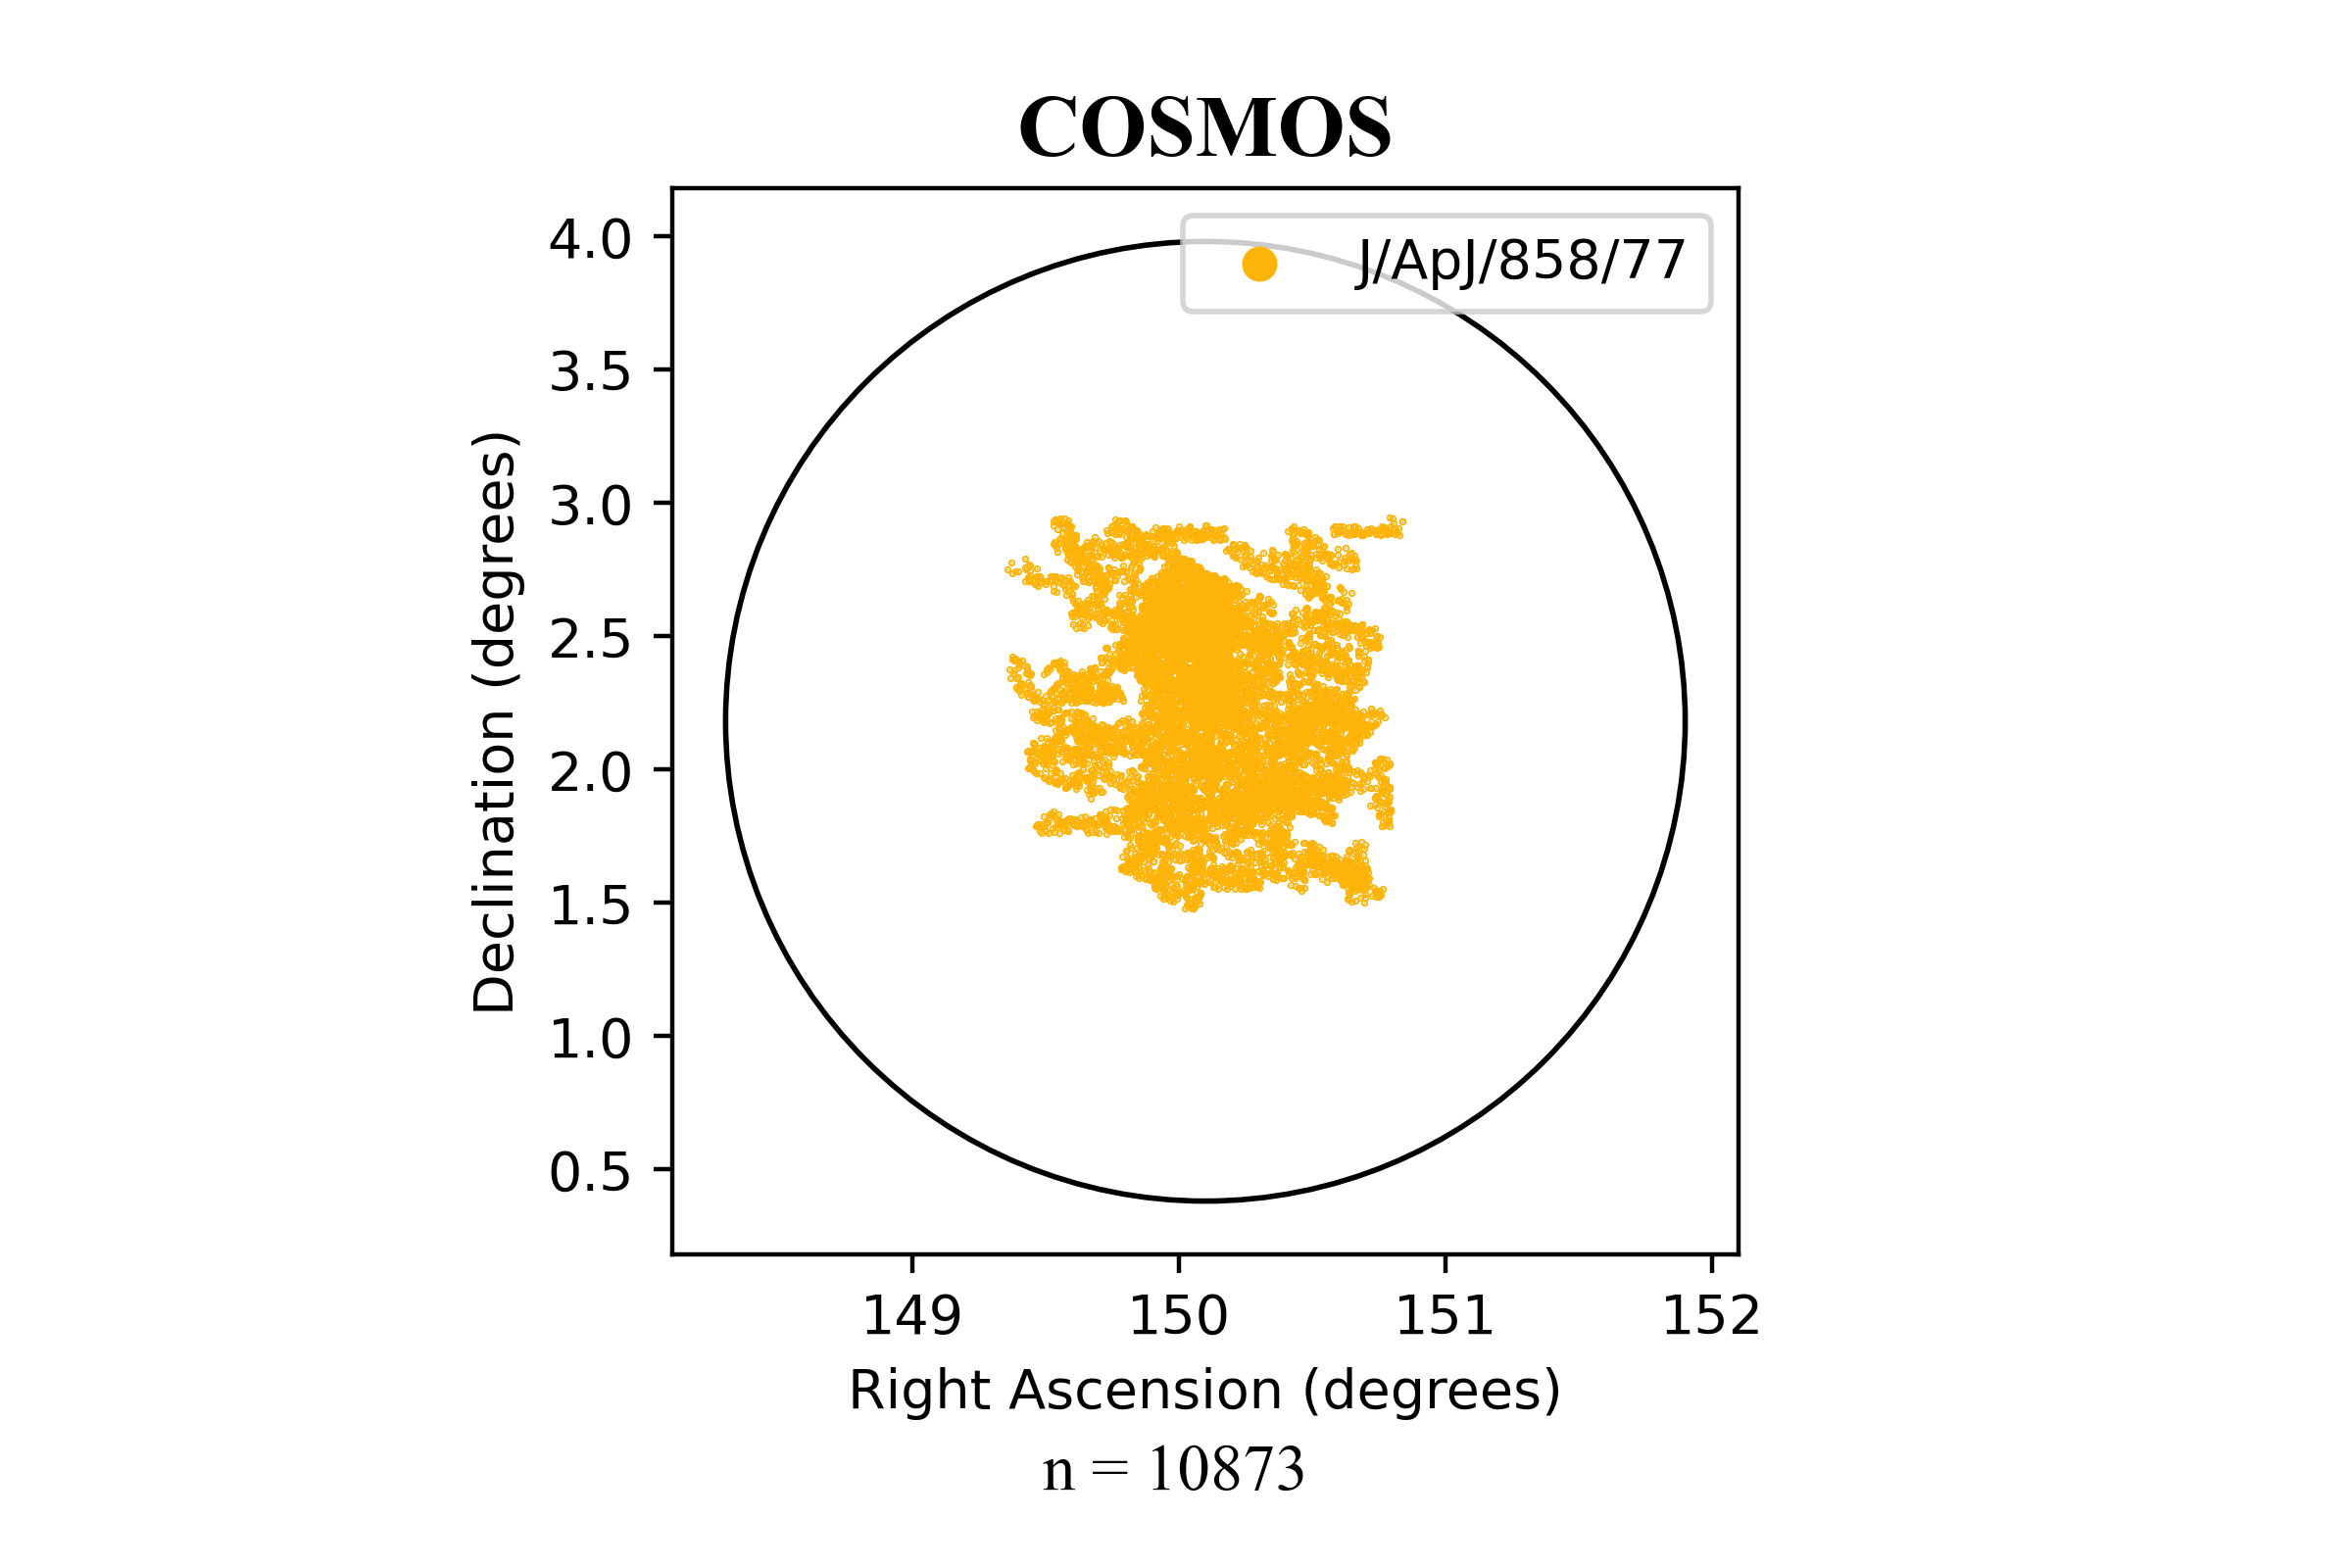 COSMOS
J/ApJ/858/77
4.0
3.5
3.0
2.5
2.0
1.5
1.0
0.5
Declination (degrees)
149 150 151 152
Right Ascension (degrees)
n = 10873